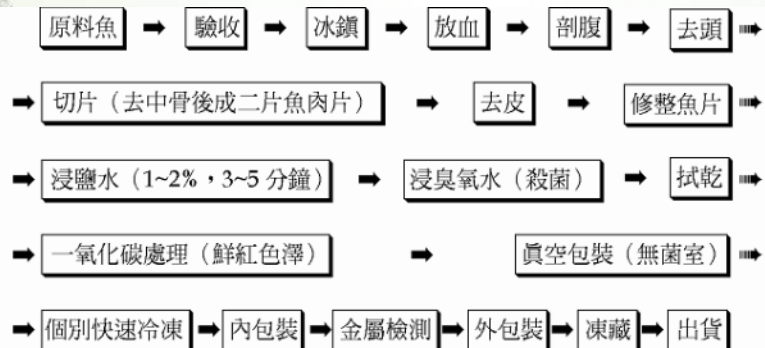 原料魚 ➡ 驗收 ➡ 冰鎮 ➡ 放血 ➡ 剖腹 ➡ 去頭 ➡
➡ 切片（去中骨後成二片魚肉片） ➡ 去皮 ➡ 修整魚片 ➡
➡ 浸鹽水（1~2%，3~5 分鐘） ➡ 浸臭氧水（殺菌） ➡ 拭乾 ➡
➡ 一氧化碳處理（鮮紅色澤） ➡ 真空包裝（無菌室） ➡
➡ 個別快速冷凍 ➡ 內包裝 ➡ 金屬檢測 ➡ 外包裝 ➡ 凍藏 ➡ 出貨